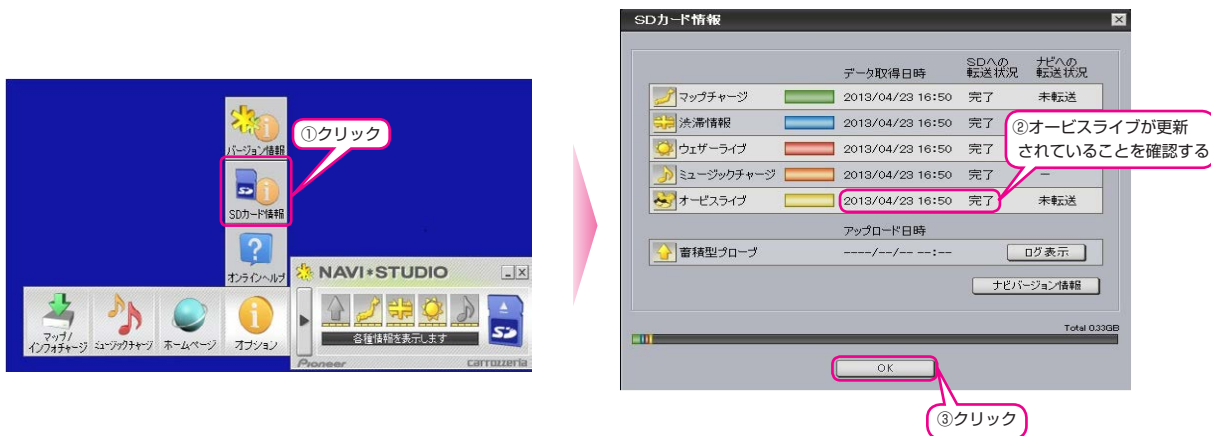 ①クリック
バージョン情報
SDカード情報
オンラインヘルプ
NAVI*STUDIO
各種情報を表示します
Pioneer
carrozzeria
マップ/
インフォチャージ
ミュージックチャージ
ホームページ
オプション
SDカード情報
データ取得日時
SDへの
転送状況
ナビへの
転送状況
マップチャージ 2013/04/23 16:50 完了 未転送
渋滞情報 2013/04/23 16:50 完了
ウェザーライブ 2013/04/23 16:50 完了
ミュージックチャージ 2013/04/23 16:50 完了 −
オービスライブ 2013/04/23 16:50 完了 未転送
②オービスライブが更新
されていることを確認する
アップロード日時
蓄積型プローブ ----/--/-- --:-- ログ表示
ナビバージョン情報
Total 0.33GB
OK
③クリック